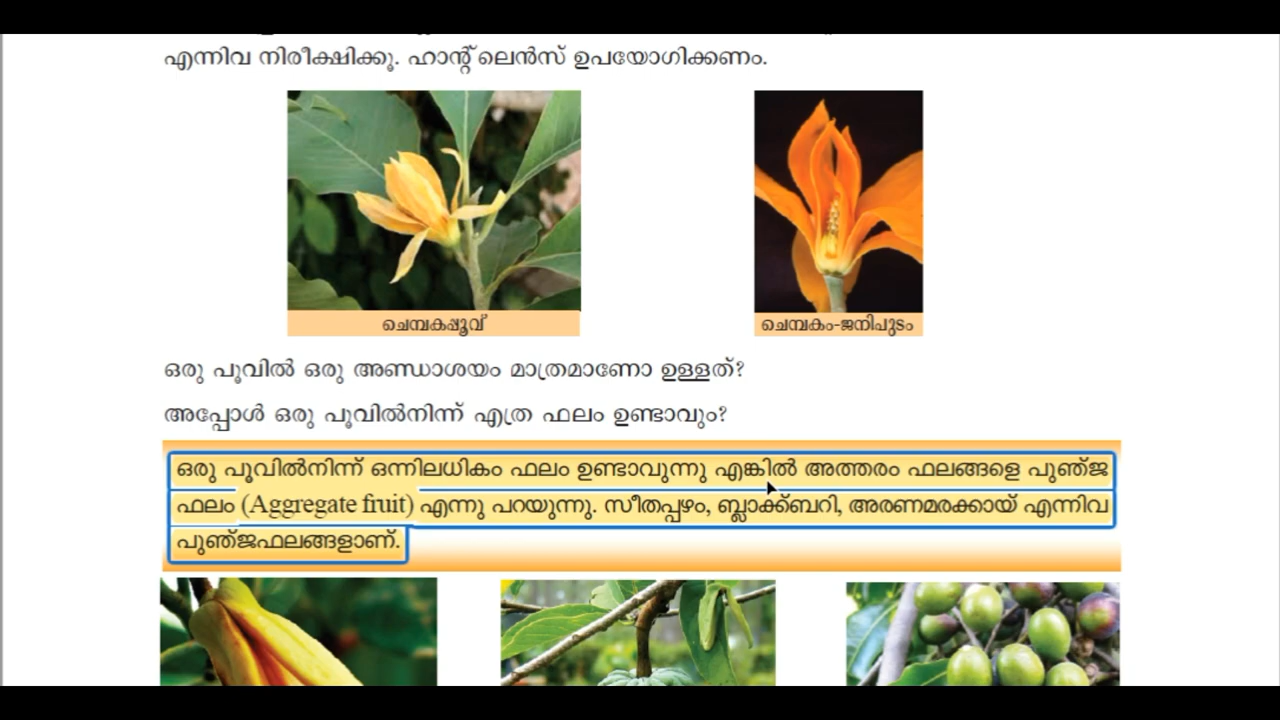 എന്നിവ നിരീക്ഷിക്കൂ. ഹാന്റ് ലെൻസ് ഉപയോഗിക്കണം.
ചെമ്പകപ്പൂവ്
ചെമ്പകം-ജനിപുടം
ഒരു പൂവിൽ ഒരു അണ്ഡാശയം മാത്രമാണോ ഉള്ളത്?
അപ്പോൾ ഒരു പൂവിൽനിന്ന് എത്ര ഫലം ഉണ്ടാവും?
ഒരു പൂവിൽനിന്ന് ഒന്നിലധികം ഫലം ഉണ്ടാവുന്നു എങ്കിൽ അത്തരം ഫലങ്ങളെ പുഞ്ജ
ഫലം (Aggregate fruit) എന്നു പറയുന്നു. സീതപ്പഴം, ബ്ലാക്ക്ബറി, അരണമരക്കായ് എന്നിവ
പുഞ്ജഫലങ്ങളാണ്.